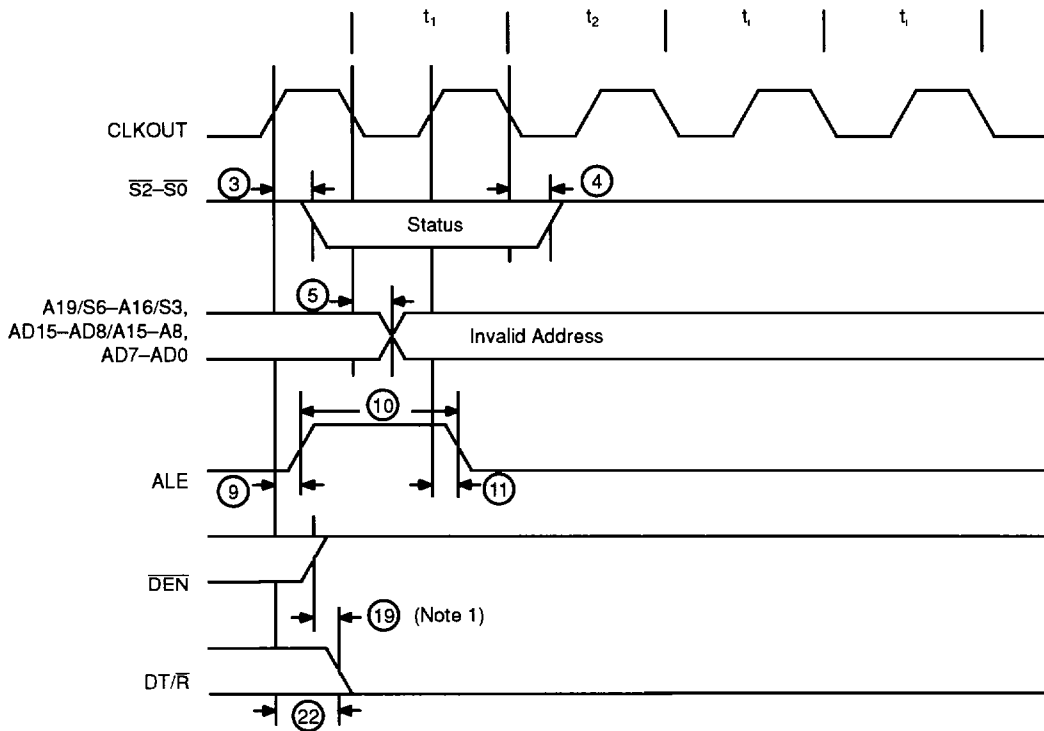 t₁ t₂ tᵢ tᵢ
CLKOUT
S2–S0
3
4
Status
5
A19/S6–A16/S3,
AD15–AD8/A15–A8,
AD7–AD0
Invalid Address
10
ALE
9
11
DEN
19 (Note 1)
DT/R
22